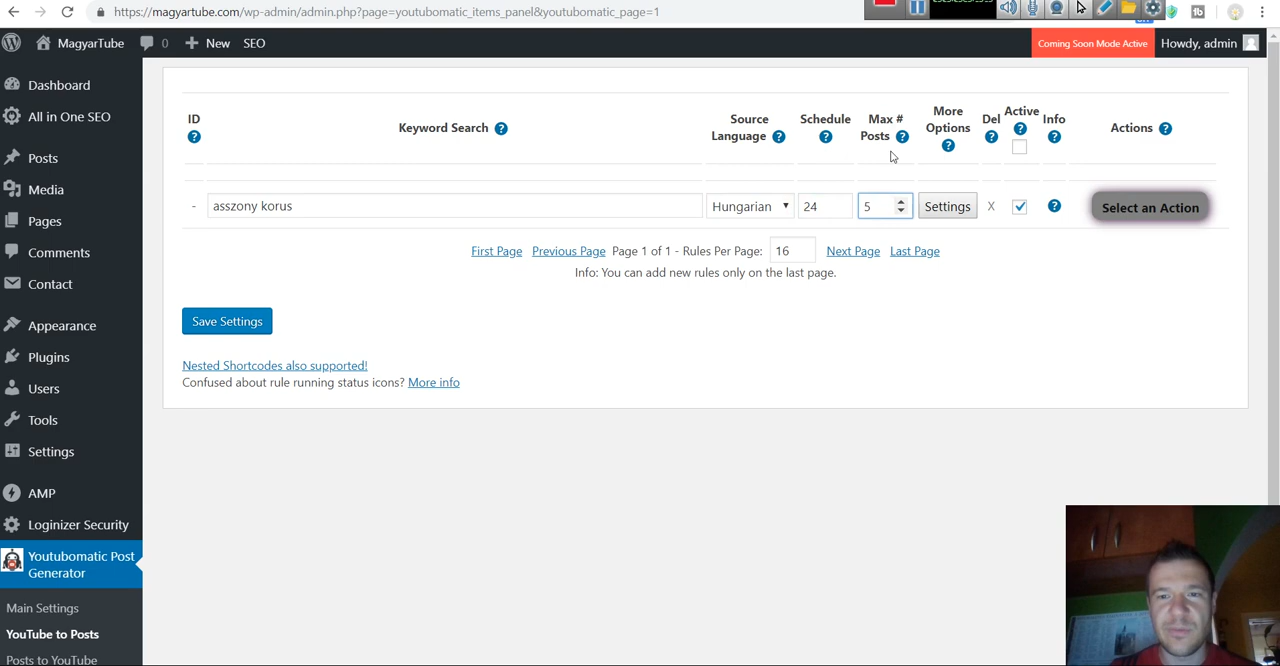 https://magyartube.com/wp-admin/admin.php?page=youtubomatic_items_panel&youtubomatic_page=1
MagyarTube
0
New
SEO
Coming Soon Mode Active
Howdy, admin
Dashboard
All in One SEO
Posts
Media
Pages
Comments
Contact
Appearance
Plugins
Users
Tools
Settings
AMP
Loginizer Security
Youtubomatic Post
Generator
Main Settings
YouTube to Posts
Posts to YouTube
ID
Keyword Search
Source
Language
Schedule
Max #
Posts
More
Options
Del
Active
Info
Actions
-
asszony korus
Hungarian
24
5
Settings
X
Select an Action
First Page Previous Page Page 1 of 1 - Rules Per Page: 16 Next Page Last Page
Info: You can add new rules only on the last page.
Save Settings
Nested Shortcodes also supported!
Confused about rule running status icons? More info